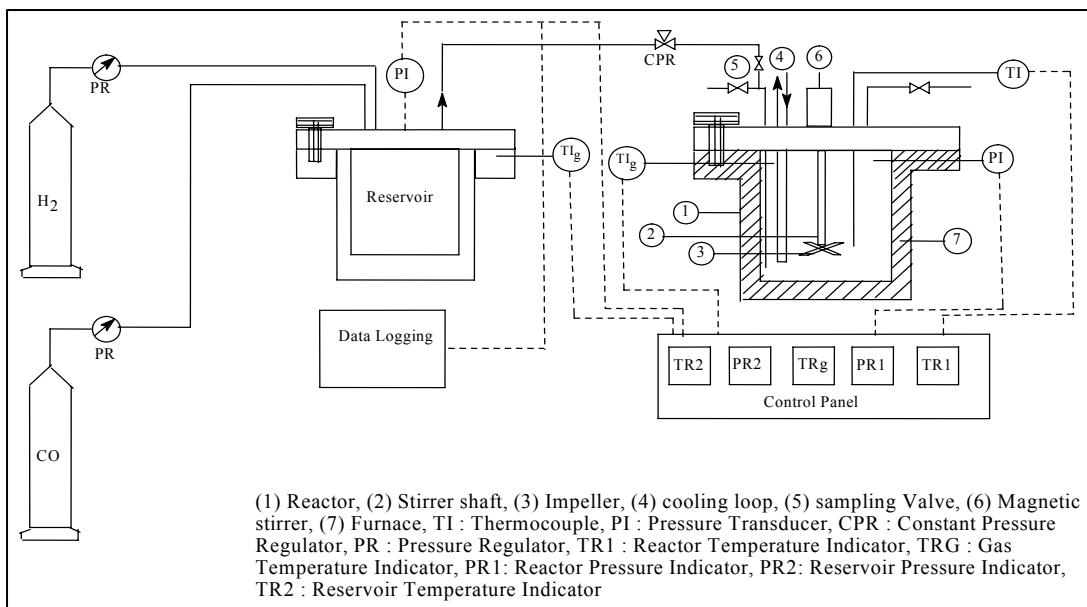 PR
PI
CPR
5
4
6
TI
TIg
TIg
PI
H2
Reservoir
1
2
3
7
PR
Data Logging
CO
TR2
PR2
TRg
PR1
TR1
Control Panel
(1) Reactor, (2) Stirrer shaft, (3) Impeller, (4) cooling loop, (5) sampling Valve, (6) Magnetic
stirrer, (7) Furnace, TI : Thermocouple, PI : Pressure Transducer, CPR : Constant Pressure
Regulator, PR : Pressure Regulator, TR1 : Reactor Temperature Indicator, TRG : Gas
Temperature Indicator, PR1: Reactor Pressure Indicator, PR2: Reservoir Pressure Indicator,
TR2 : Reservoir Temperature Indicator